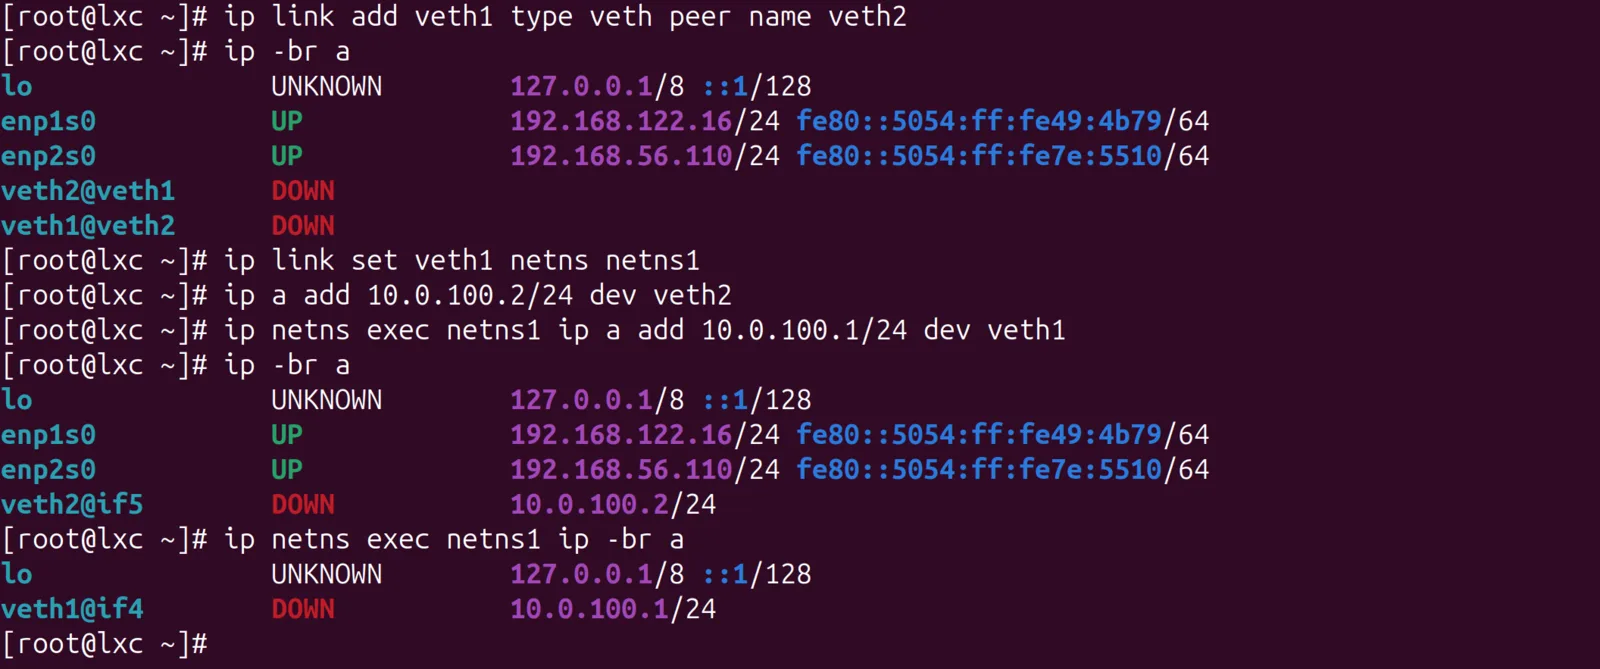 [root@lxc ~]# ip link add veth1 type veth peer name veth2
[root@lxc ~]# ip -br a
lo UNKNOWN 127.0.0.1/8 ::1/128
enp1s0 UP 192.168.122.16/24 fe80::5054:ff:fe49:4b79/64
enp2s0 UP 192.168.56.110/24 fe80::5054:ff:fe7e:5510/64
veth2@veth1 DOWN
veth1@veth2 DOWN
[root@lxc ~]# ip link set veth1 netns netns1
[root@lxc ~]# ip a add 10.0.100.2/24 dev veth2
[root@lxc ~]# ip netns exec netns1 ip a add 10.0.100.1/24 dev veth1
[root@lxc ~]# ip -br a
lo UNKNOWN 127.0.0.1/8 ::1/128
enp1s0 UP 192.168.122.16/24 fe80::5054:ff:fe49:4b79/64
enp2s0 UP 192.168.56.110/24 fe80::5054:ff:fe7e:5510/64
veth2@if5 DOWN 10.0.100.2/24
[root@lxc ~]# ip netns exec netns1 ip -br a
lo UNKNOWN 127.0.0.1/8 ::1/128
veth1@if4 DOWN 10.0.100.1/24
[root@lxc ~]#